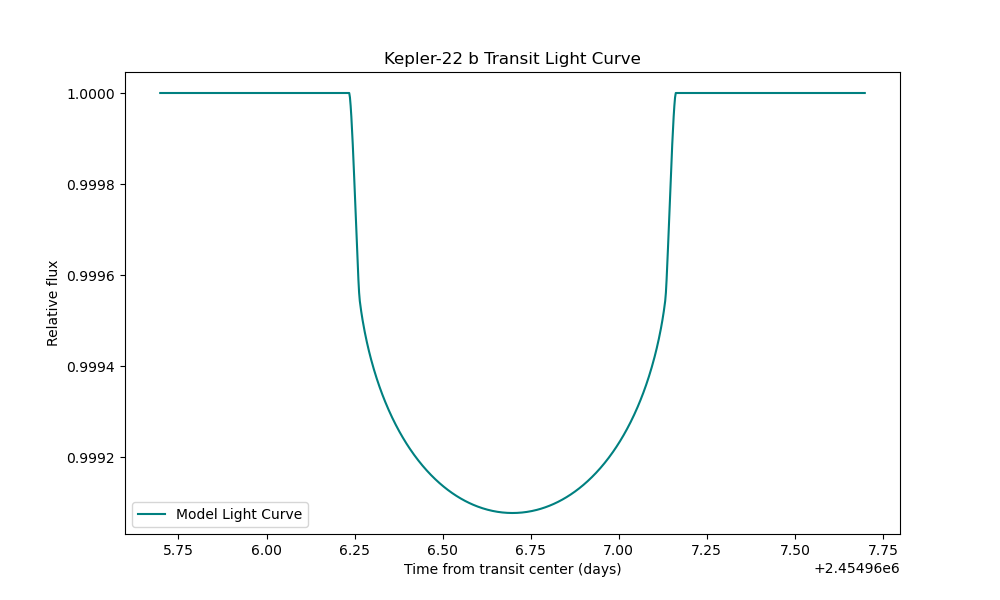 Kepler-22 b Transit Light Curve
1.0000
0.9998
0.9996
0.9994
0.9992
Relative flux
Model Light Curve
5.75 6.00 6.25 6.50 6.75 7.00 7.25 7.50 7.75
Time from transit center (days)
+2.45496e6